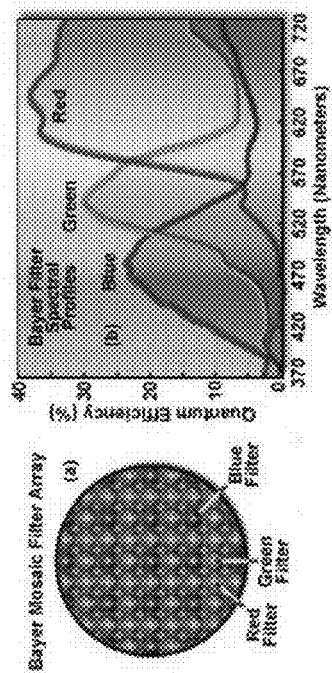 Bayer Mosaic Filter Array
(a)
Red
Filter
Green
Filter
Blue
Filter
Bayer Filter
Spectral
Profiles
(b)
Blue
Green
Red
Quantum Efficiency (%)
40
30
20
10
0
370 420 470 520 570 620 670 720
Wavelength (Nanometers)